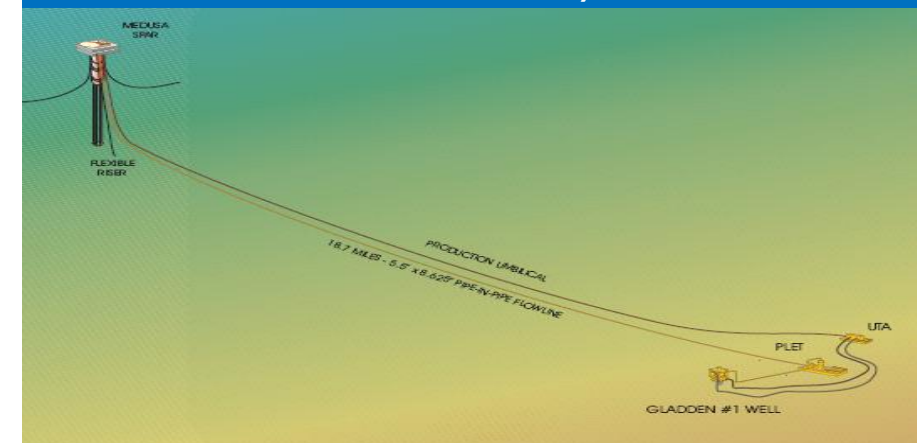 MEDUSA
SPAR
FLEXIBLE
RISER
PRODUCTION UMBILICAL
18.7 MILES - 5.5" x 8.625" PIPE-IN-PIPE FLOWLINE
UTA
PLET
GLADDEN #1 WELL